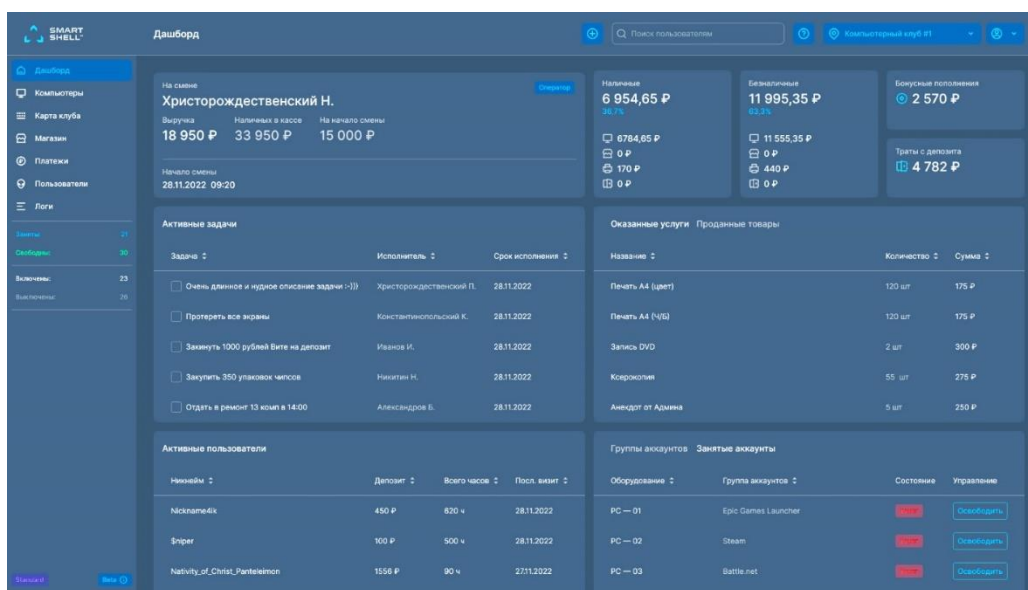 SMART
SHELL
Дашборд
Поиск пользователям
Компьютерный клуб #1
Дашборд
Компьютеры
Карта клуба
Магазин
Платежи
Пользователи
Логи
Заняты: 21
Свободны: 30
Включены: 23
Выключены: 26
Standard Beta
На смене
Оператор
Христорождественский Н.
Выручка Наличных в кассе На начало смены
18 950 ₽ 33 950 ₽ 15 000 ₽
Начало смены
28.11.2022 09:20
Наличные
6 954,65 ₽
36,7%
6784,65 ₽
0 ₽
170 ₽
0 ₽
Безналичные
11 995,35 ₽
63,3%
11 555,35 ₽
0 ₽
440 ₽
0 ₽
Бонусные пополнения
2 570 ₽
Траты с депозита
4 782 ₽
Активные задачи
Задача Исполнитель Срок исполнения
Очень длинное и нудное описание задачи :-))) Христорождественский П. 28.11.2022
Протереть все экраны Константинопольский К. 28.11.2022
Закинуть 1000 рублей Вите на депозит Иванов И. 28.11.2022
Закупить 350 упаковок чипсов Никитин Н. 28.11.2022
Отдать в ремонт 13 комп в 14:00 Александров Б. 28.11.2022
Оказанные услуги Проданные товары
Название Количество Сумма
Печать А4 (цвет) 120 шт 175 ₽
Печать А4 (Ч/Б) 120 шт 175 ₽
Запись DVD 2 шт 300 ₽
Ксерокопия 55 шт 275 ₽
Анекдот от Админа 5 шт 250 ₽
Активные пользователи
Никнейм Депозит Всего часов Посл. визит
Nickname4ik 450 ₽ 620 ч 28.11.2022
$niper 100 ₽ 500 ч 28.11.2022
Nativity_of_Christ_Panteleimon 1556 ₽ 90 ч 27.11.2022
Группы аккаунтов Занятые аккаунты
Оборудование Группа аккаунтов Состояние Управление
PC — 01 Epic Games Launcher Освободить
PC — 02 Steam Освободить
PC — 03 Battle.net Освободить